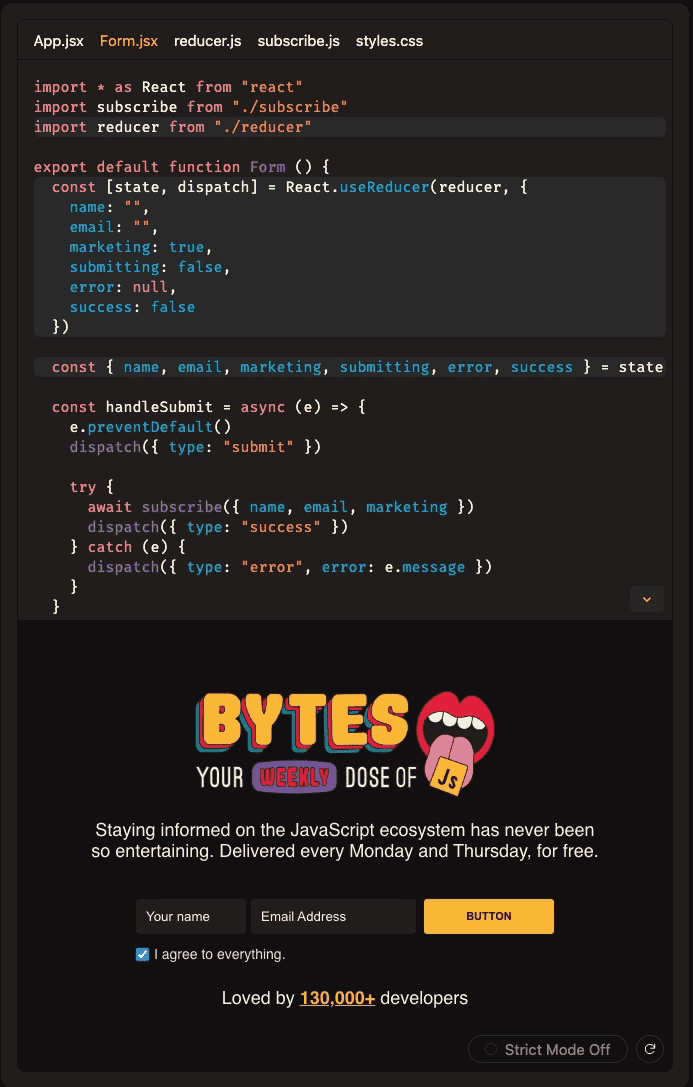 App.jsx Form.jsx reducer.js subscribe.js styles.css
import * as React from "react"
import subscribe from "./subscribe"
import reducer from "./reducer"
export default function Form () {
  const [state, dispatch] = React.useReducer(reducer, {
    name: "",
    email: "",
    marketing: true,
    submitting: false,
    error: null,
    success: false
  })
  const { name, email, marketing, submitting, error, success } = state
  const handleSubmit = async (e) => {
    e.preventDefault()
    dispatch({ type: "submit" })
    try {
      await subscribe({ name, email, marketing })
      dispatch({ type: "success" })
    } catch (e) {
      dispatch({ type: "error", error: e.message })
    }
  }
BYTES
YOUR WEEKLY DOSE OF JS
Staying informed on the JavaScript ecosystem has never been
so entertaining. Delivered every Monday and Thursday, for free.
Your name Email Address BUTTON
I agree to everything.
Loved by 130,000+ developers
Strict Mode Off